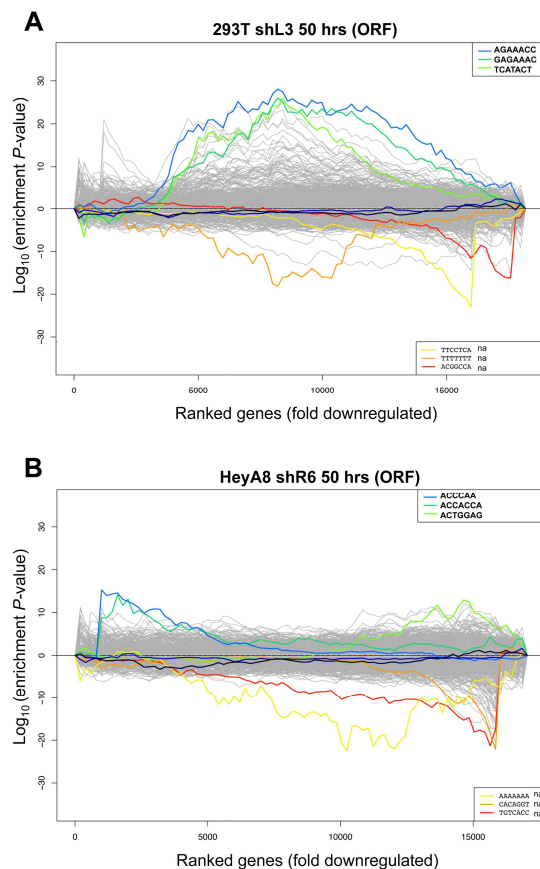 A
293T shL3 50 hrs (ORF)
AGAAACC
GAGAAAC
TCATACT
Log10 (enrichment P-value)
30
20
10
0
-10
-20
-30
TTCCTCA na
TTTTTTT na
ACGGCCA na
0 5000 10000 15000
Ranked genes (fold downregulated)
B
HeyA8 shR6 50 hrs (ORF)
ACCCAA
ACCACCA
ACTGGAG
Log10 (enrichment P-value)
30
20
10
0
-10
-20
-30
AAAAAAA na
CACAGGT na
TGTCACC na
0 5000 10000 15000
Ranked genes (fold downregulated)